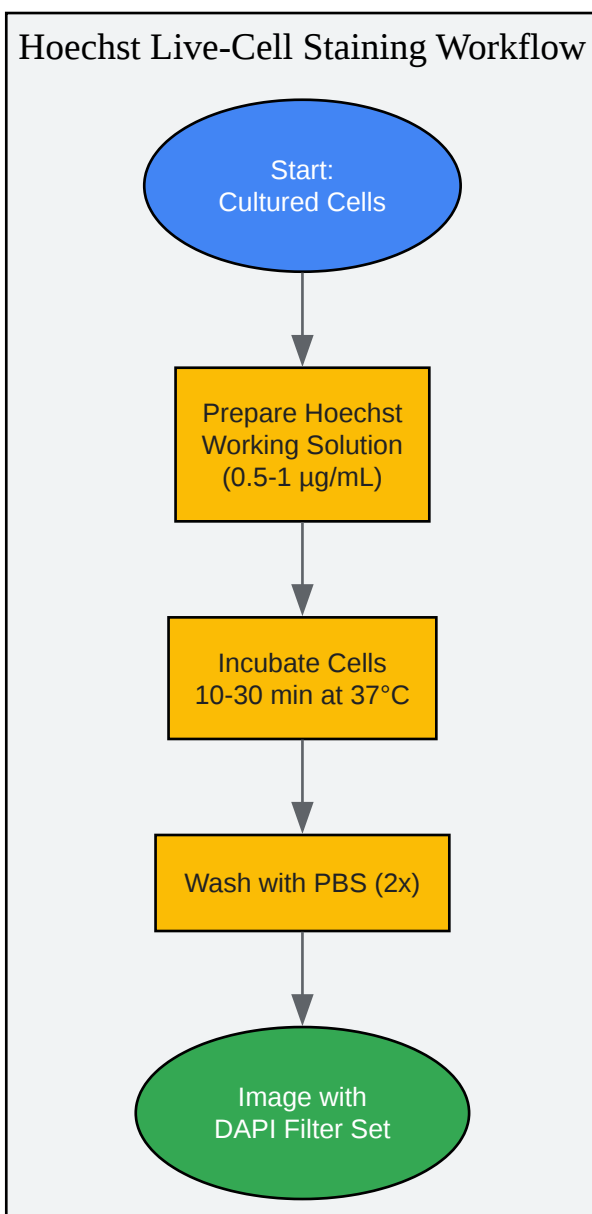 Hoechst Live-Cell Staining Workflow
Start:
Cultured Cells
Prepare Hoechst
Working Solution
(0.5-1 µg/mL)
Incubate Cells
10-30 min at 37°C
Wash with PBS (2x)
Image with
DAPI Filter Set